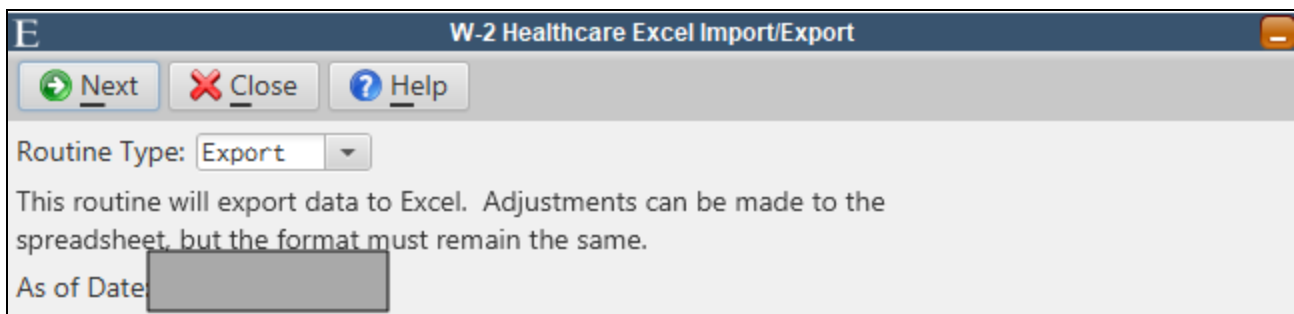 E W-2 Healthcare Excel Import/Export
Next Close Help
Routine Type: Export
This routine will export data to Excel. Adjustments can be made to the
spreadsheet, but the format must remain the same.
As of Date: